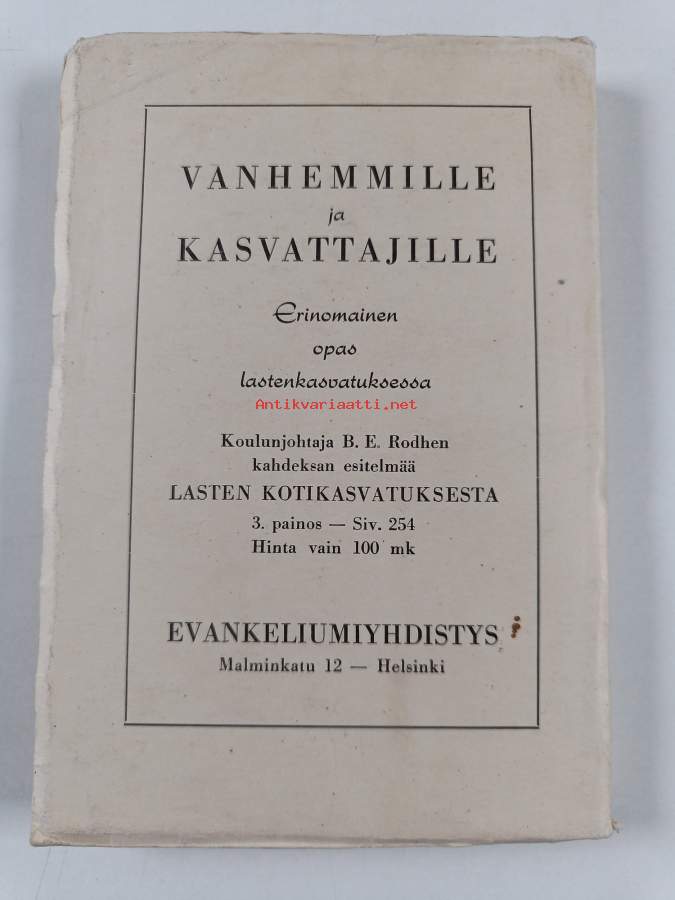 VANHEMMILLE
ja
KASVATTAJILLE
Erinomainen
opas
lastenkasvatuksessa
Antikvariaatti.net
Koulunjohtaja B. E. Rodhen
kahdeksan esitelmää
LASTEN KOTIKASVATUKSESTA
3. painos — Siv. 254
Hinta vain 100 mk
EVANKELIUMIYHDISTYS
Malminkatu 12 — Helsinki